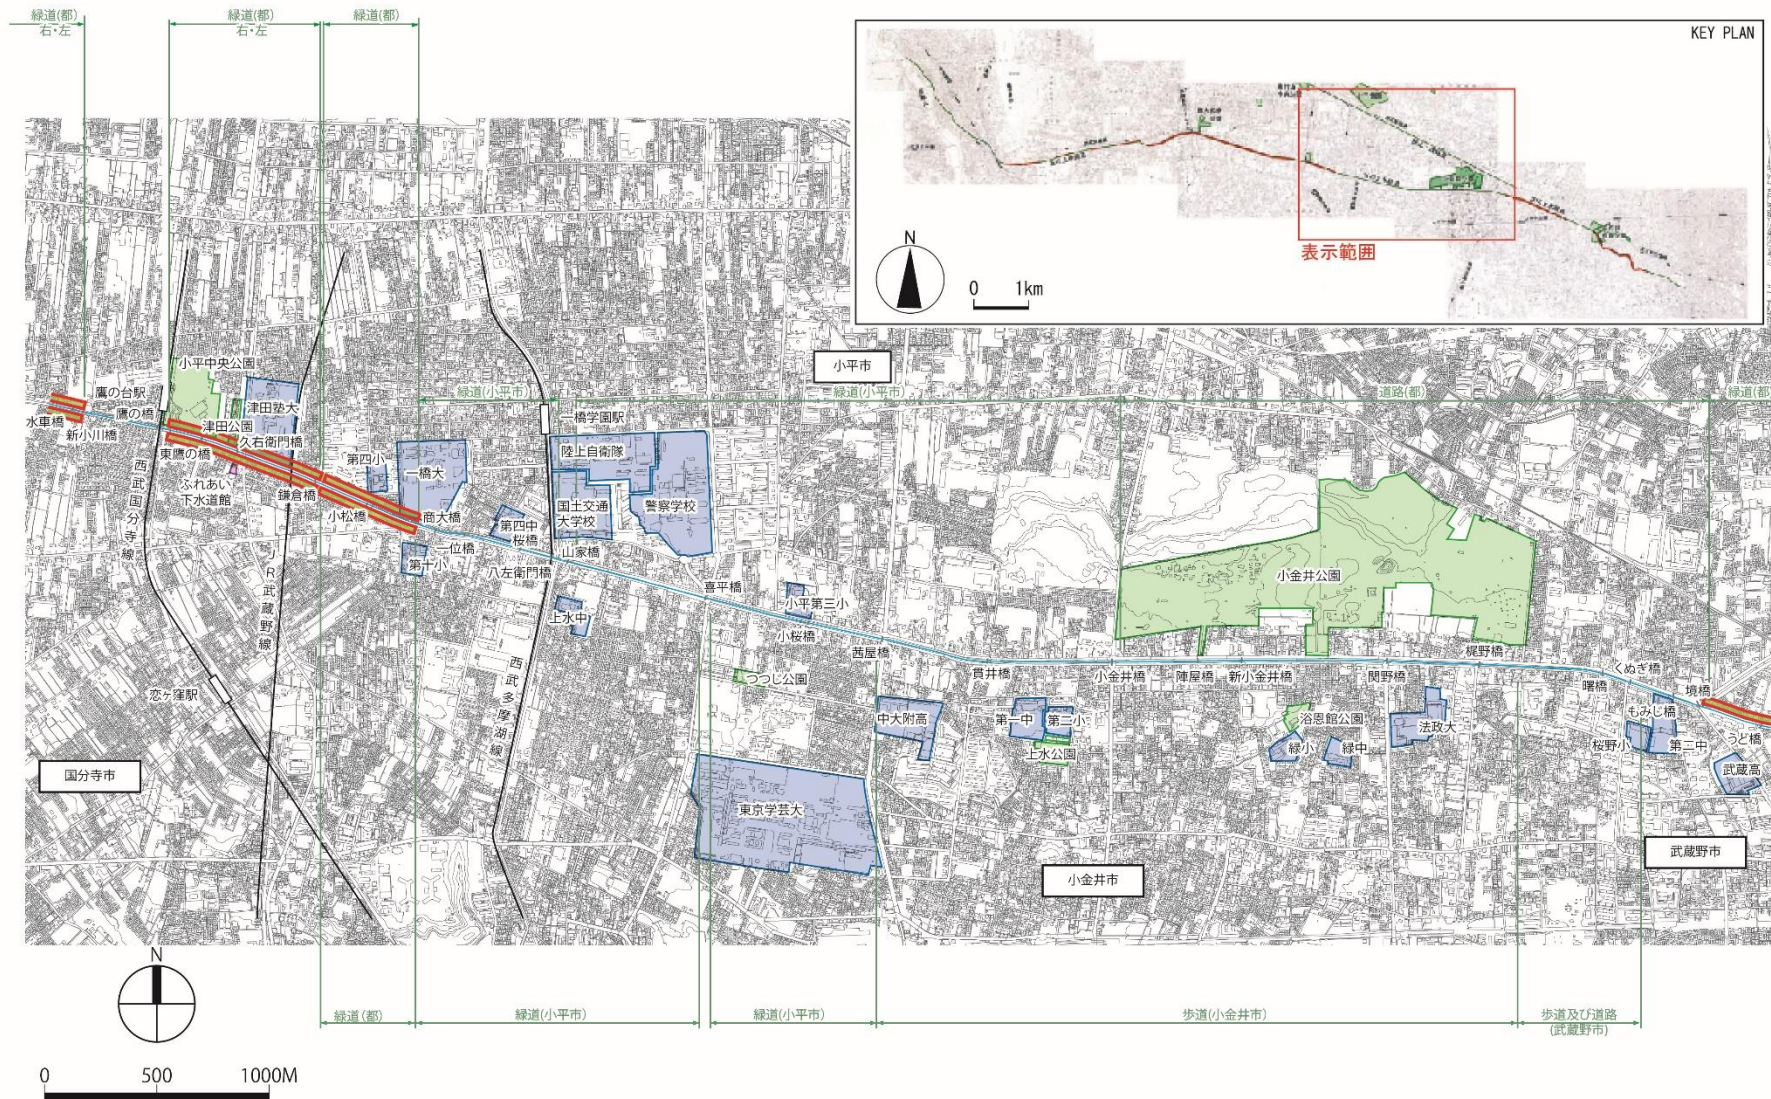 緑道(都)
右・左
緑道(都)
右・左
緑道(都)
KEY PLAN
表示範囲
N
0 1km
小平市
緑道(小平市)
緑道(小平市)
道路(都)
緑道(都)
小平中央公園
鷹の台駅
鷹の橋
水車橋
新小川橋
津田塾大
津田公園
久右衛門橋
東鷹の橋
ふれあい
下水道館
鎌倉橋
小松橋
西武国分寺線
JR武蔵野線
第四小
一橋大
商大橋
一位橋
第十小
第四中
桜橋
八左衛門橋
一橋学園駅
陸上自衛隊
国土交通
大学校
警察学校
山家橋
上水中
喜平橋
小平第三小
小桜橋
茜屋橋
西武多摩湖線
恋ヶ窪駅
つつじ公園
小金井公園
貫井橋
小金井橋
陣屋橋
新小金井橋
関野橋
梶野橋
くぬぎ橋
曙橋
境橋
もみじ橋
うど橋
中大附高
第一中
第二小
上水公園
浴恩館公園
緑小
緑中
法政大
桜野小
第二中
武蔵高
国分寺市
東京学芸大
小金井市
武蔵野市
N
緑道(都)
緑道(小平市)
緑道(小平市)
歩道(小金井市)
歩道及び道路
(武蔵野市)
0 500 1000M